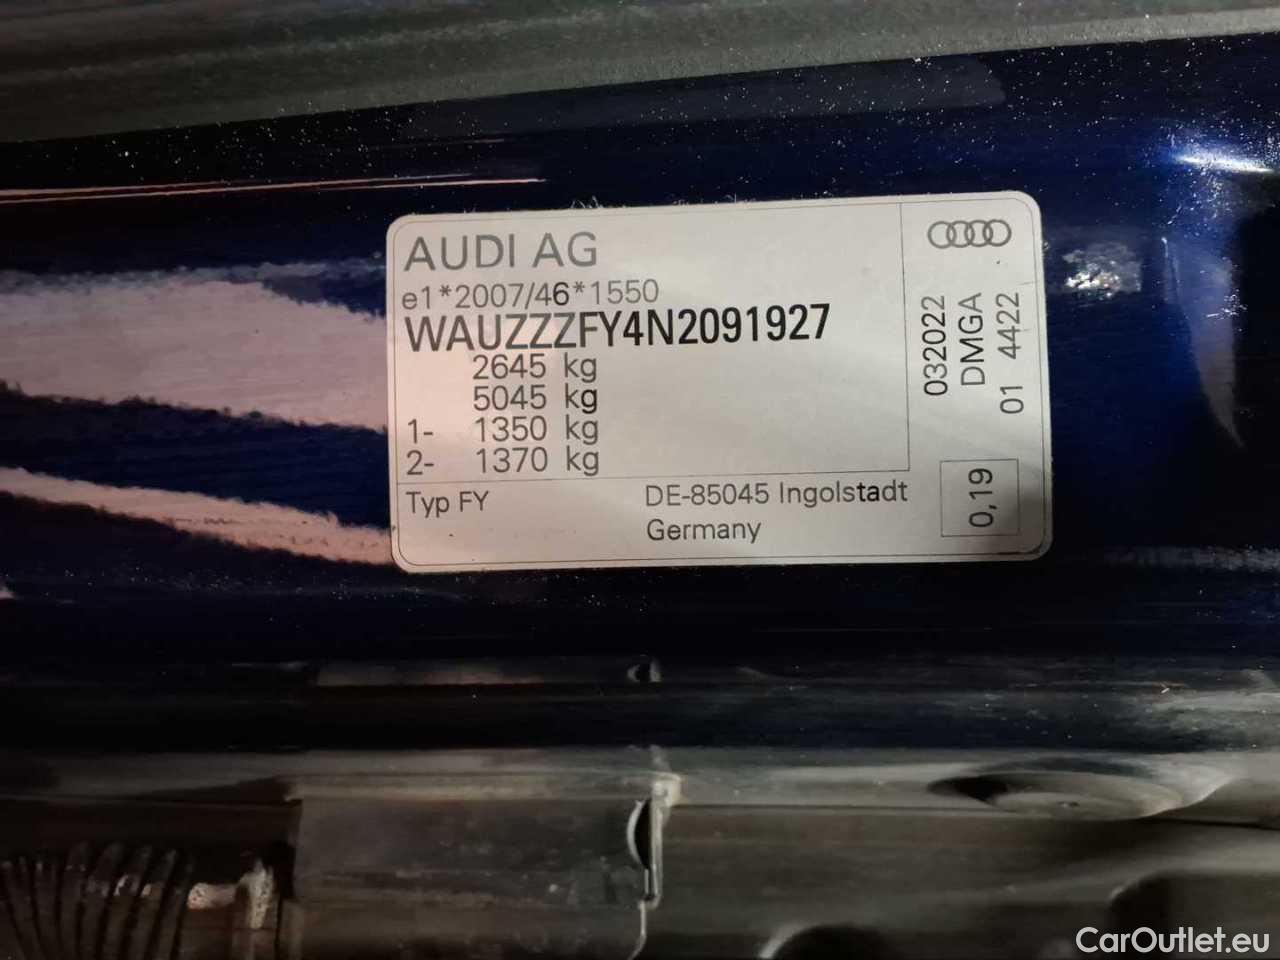 AUDI AG
e1*2007/46*1550
WAUZZZFY4N2091927
2645 kg
5045 kg
1- 1350 kg
2- 1370 kg
Typ FY
DE-85045 Ingolstadt
Germany
032022
DMGA
01 4422
0,19
CarOutlet.eu